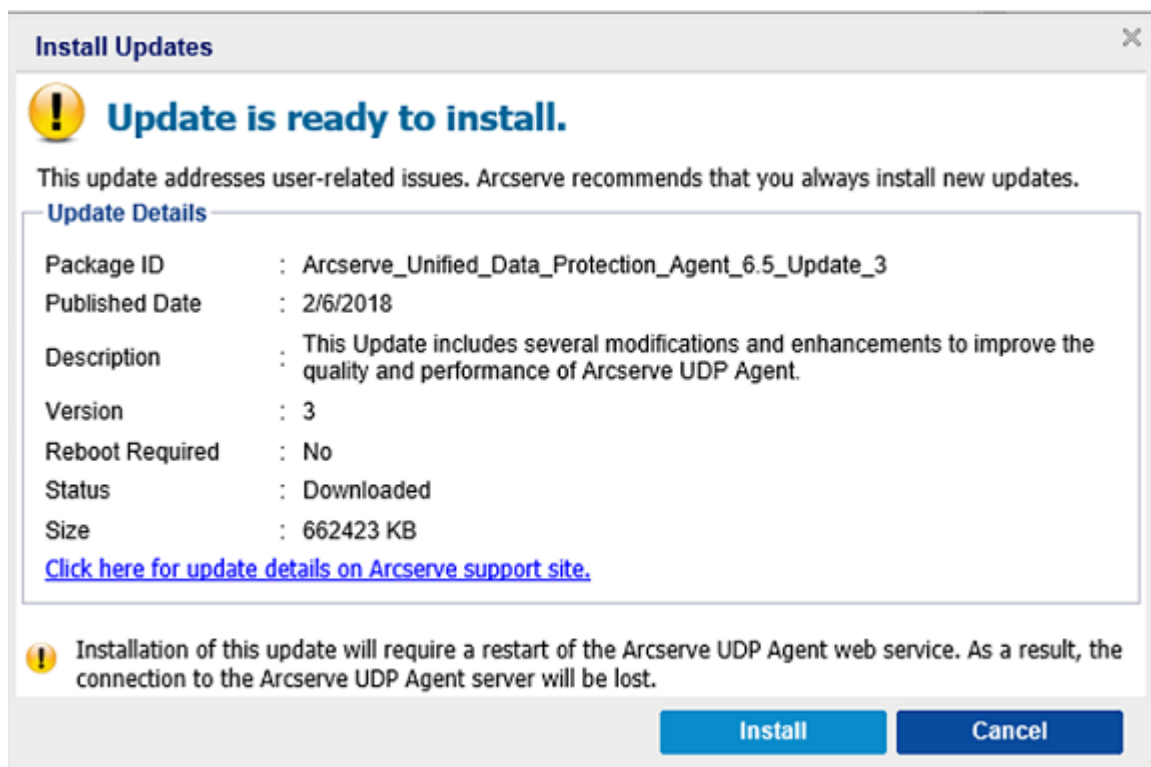 Install Updates
Update is ready to install.
This update addresses user-related issues. Arcserve recommends that you always install new updates.
Update Details
Package ID : Arcserve_Unified_Data_Protection_Agent_6.5_Update_3
Published Date : 2/6/2018
Description : This Update includes several modifications and enhancements to improve the
quality and performance of Arcserve UDP Agent.
Version : 3
Reboot Required : No
Status : Downloaded
Size : 662423 KB
Click here for update details on Arcserve support site.
Installation of this update will require a restart of the Arcserve UDP Agent web service. As a result, the
connection to the Arcserve UDP Agent server will be lost.
Install Cancel